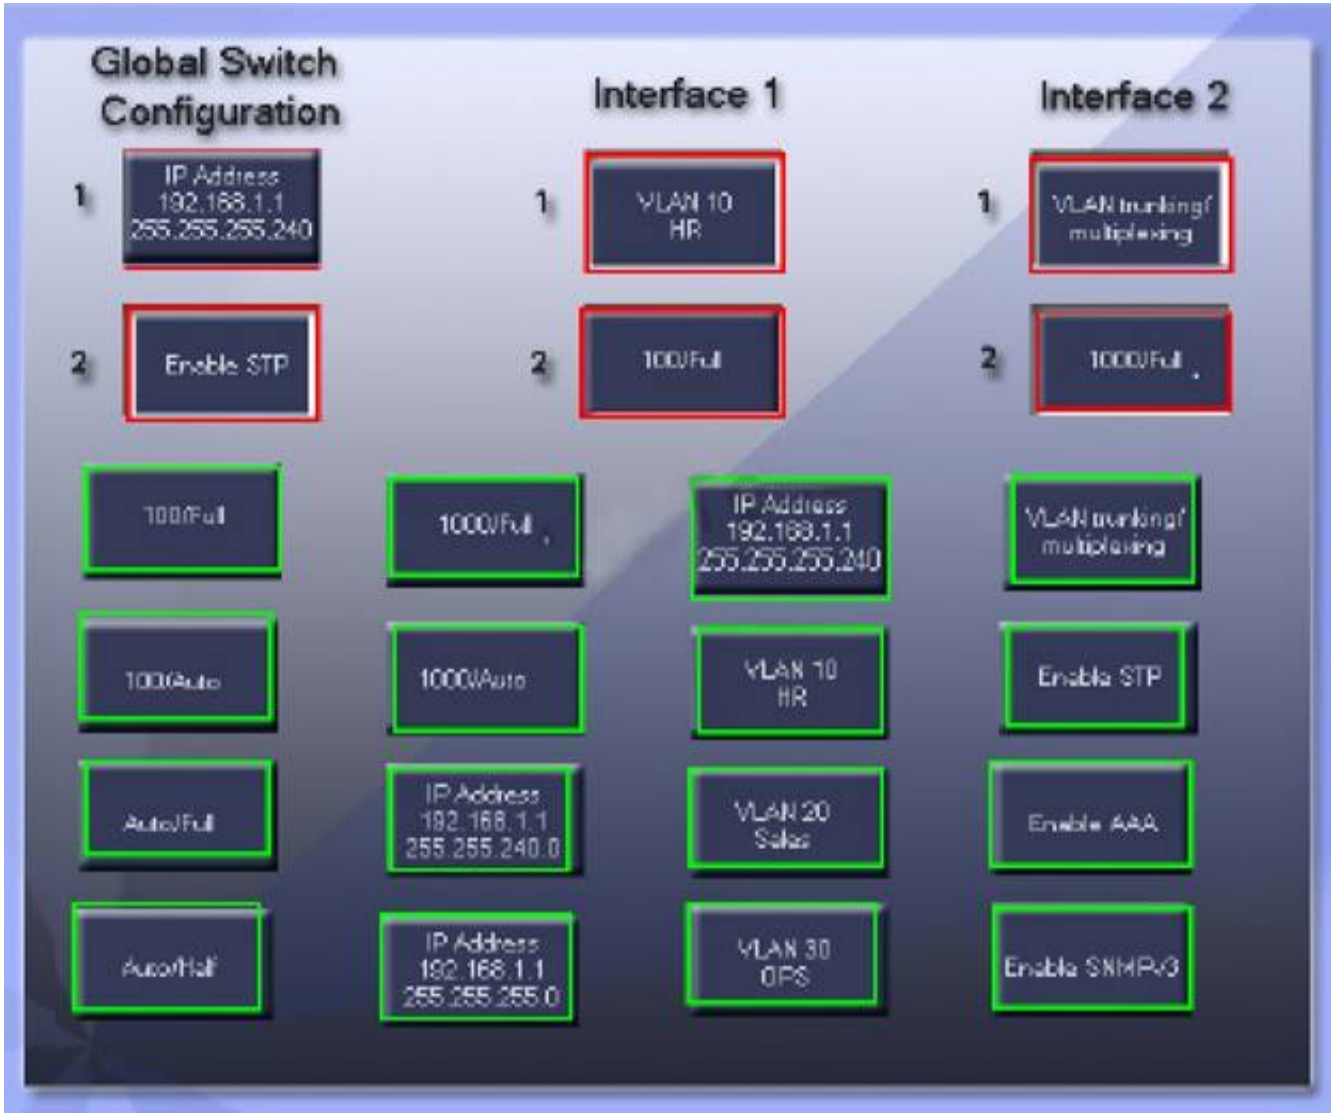 Global Switch
Configuration
Interface 1
Interface 2
1
IP Address
192.168.1.1
255.255.255.240
1
VLAN 10
HR
1
VLAN trunking/
multiplexing
2
Enable STP
2
100/Full
2
1000/Full
100/Full
1000/Full
IP Address
192.168.1.1
255.255.255.240
VLAN trunking/
multiplexing
100/Auto
1000/Auto
VLAN 10
HR
Enable STP
Auto/Full
IP Address
192.168.1.1
255.255.240.0
VLAN 20
Sales
Enable AAA
Auto/Half
IP Address
192.168.1.1
255.255.255.0
VLAN 30
OPS
Enable SNMPv3